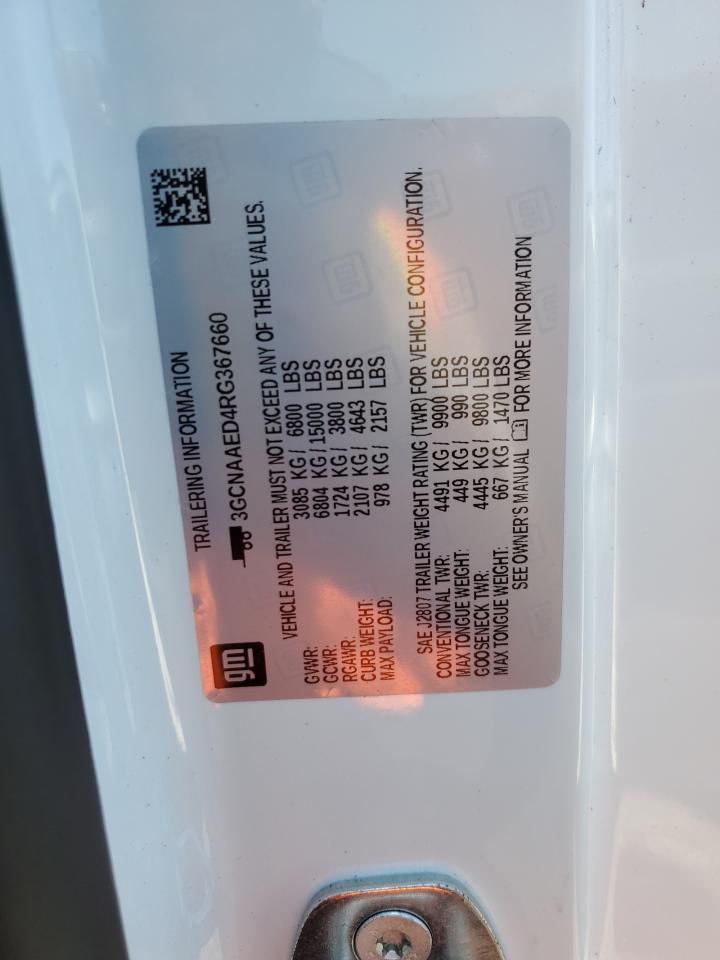 TRAILERING INFORMATION
gm 3GCNAAED4RG367660
VEHICLE AND TRAILER MUST NOT EXCEED ANY OF THESE VALUES.
GVWR: 3085 KG/ 6800 LBS
GCWR: 6804 KG/15000 LBS
RGAWR: 1724 KG/ 3800 LBS
CURB WEIGHT: 2107 KG/ 4643 LBS
MAX PAYLOAD: 978 KG/ 2157 LBS
SAE J2807 TRAILER WEIGHT RATING (TWR) FOR VEHICLE CONFIGURATION.
CONVENTIONAL TWR: 4491 KG/ 9900 LBS
MAX TONGUE WEIGHT: 449 KG/ 990 LBS
GOOSENECK TWR: 4445 KG/ 9800 LBS
MAX TONGUE WEIGHT: 667 KG/ 1470 LBS
SEE OWNER'S MANUAL FOR MORE INFORMATION